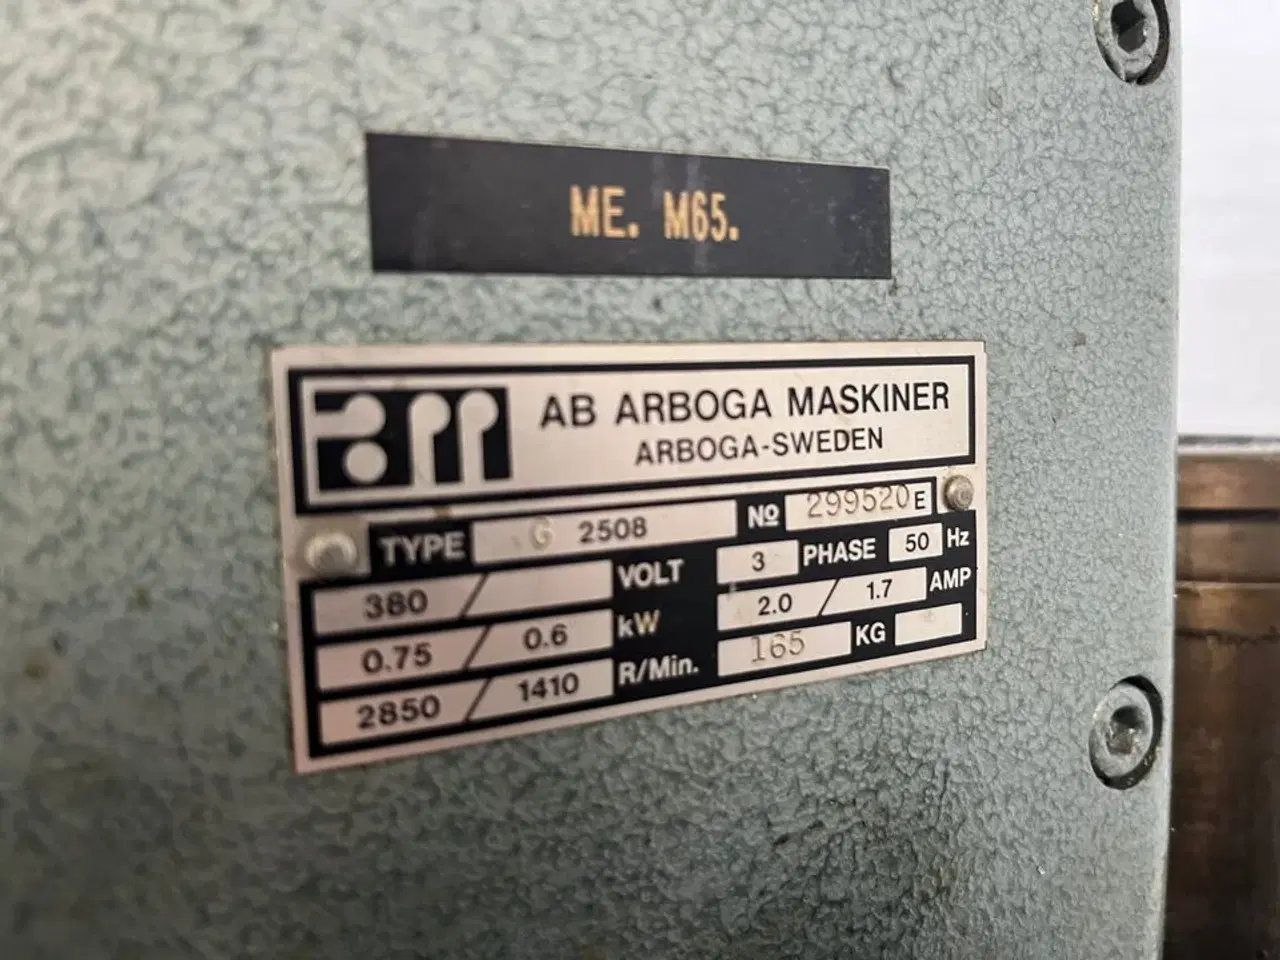 ME. M65.
am AB ARBOGA MASKINER
ARBOGA-SWEDEN
TYPE G 2508 Nº 299520 E
380 / VOLT 3 PHASE 50 Hz
0.75 / 0.6 kW 2.0 / 1.7 AMP
2850 / 1410 R/Min. 165 KG